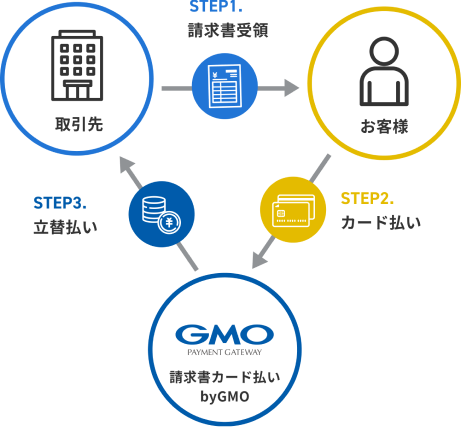 STEP1.
請求書受領
取引先
お客様
STEP3.
立替払い
STEP2.
カード払い
GMO
PAYMENT GATEWAY
請求書カード払い
byGMO